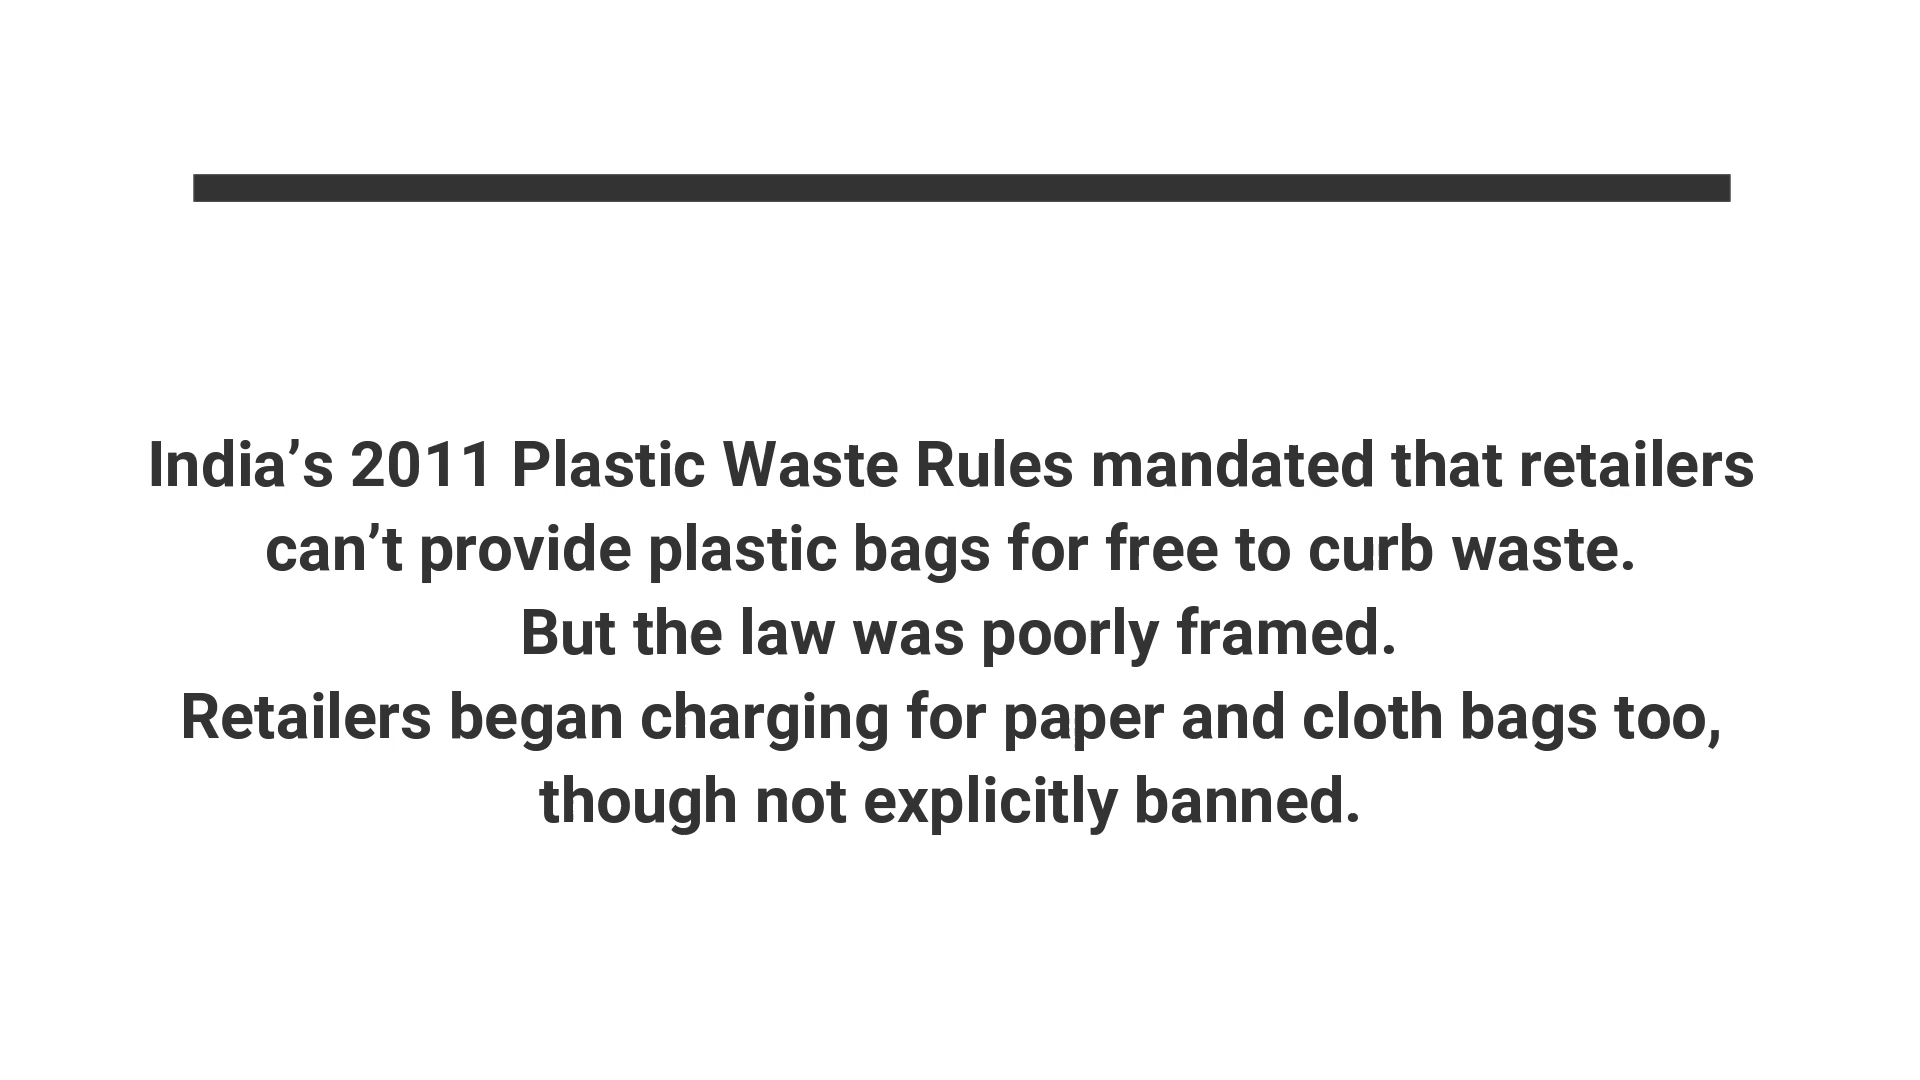 India’s 2011 Plastic Waste Rules mandated that retailers
can’t provide plastic bags for free to curb waste.
But the law was poorly framed.
Retailers began charging for paper and cloth bags too,
though not explicitly banned.